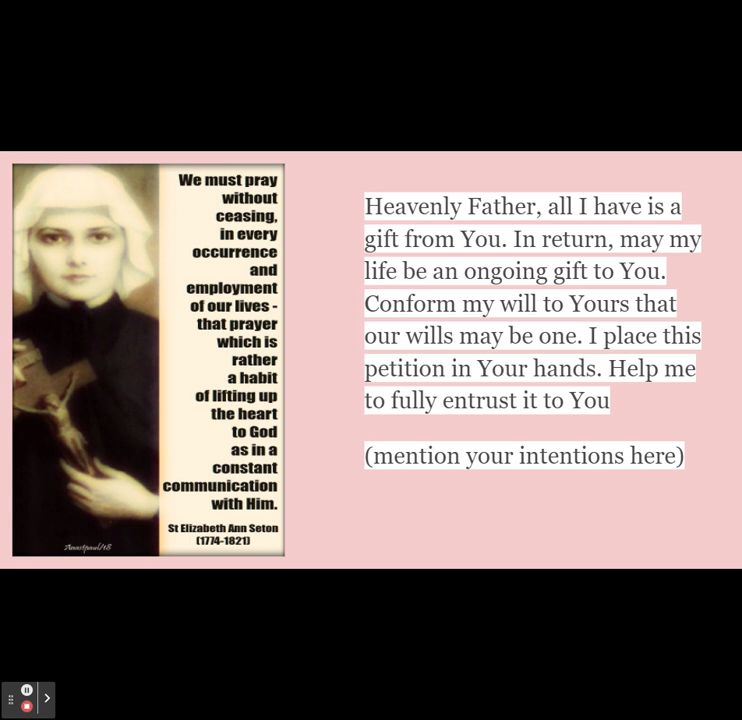 We must pray
without
ceasing,
in every
occurrence
and
employment
of our lives -
that prayer
which is
rather
a habit
of lifting up
the heart
to God
as in a
constant
communication
with Him.
St Elizabeth Ann Seton
(1774-1821)
Anastpaul/18
Heavenly Father, all I have is a
gift from You. In return, may my
life be an ongoing gift to You.
Conform my will to Yours that
our wills may be one. I place this
petition in Your hands. Help me
to fully entrust it to You
(mention your intentions here)